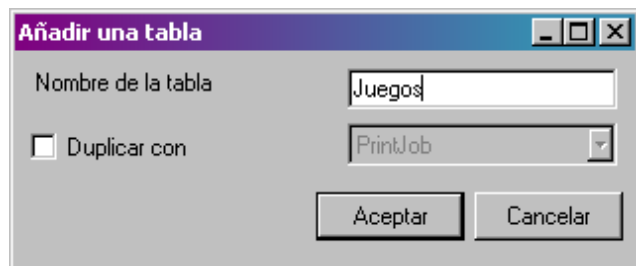 Añadir una tabla
Nombre de la tabla Juegos
Duplicar con PrintJob
Aceptar Cancelar